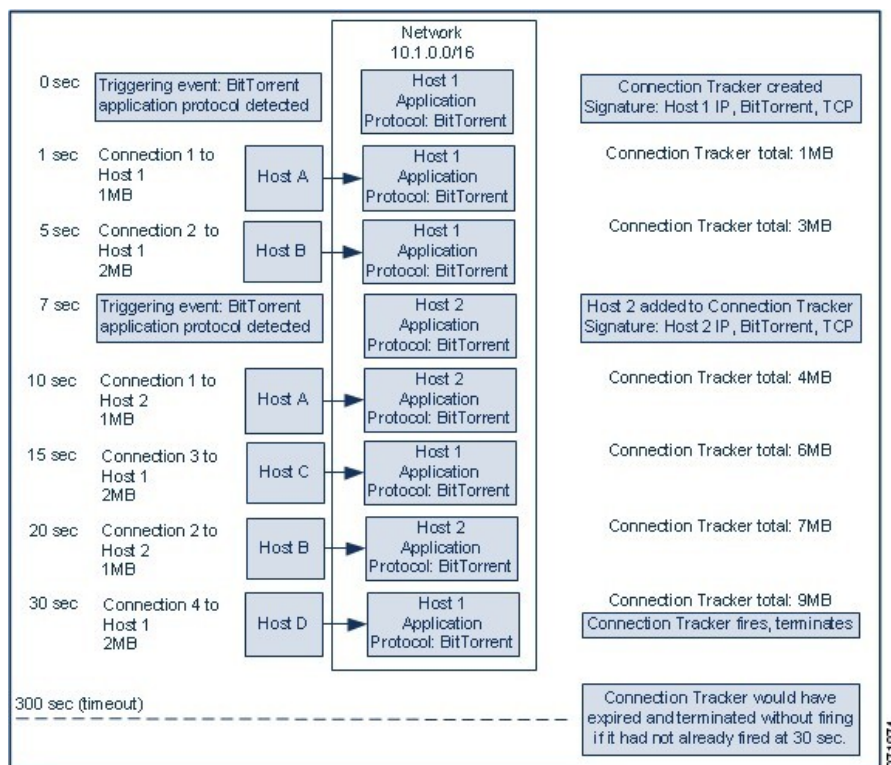 Network
10.1.0.0/16
0 sec
Triggering event: BitTorrent
application protocol detected
Host 1
Application
Protocol: BitTorrent
Connection Tracker created
Signature: Host 1 IP, BitTorrent, TCP
1 sec
Connection 1 to
Host 1
1MB
Host A
Host 1
Application
Protocol: BitTorrent
Connection Tracker total: 1MB
5 sec
Connection 2 to
Host 1
2MB
Host B
Host 1
Application
Protocol: BitTorrent
Connection Tracker total: 3MB
7 sec
Triggering event: BitTorrent
application protocol detected
Host 2
Application
Protocol: BitTorrent
Host 2 added to Connection Tracker
Signature: Host 2 IP, BitTorrent, TCP
10 sec
Connection 1 to
Host 2
1MB
Host A
Host 2
Application
Protocol: BitTorrent
Connection Tracker total: 4MB
15 sec
Connection 3 to
Host 1
2MB
Host C
Host 1
Application
Protocol: BitTorrent
Connection Tracker total: 6MB
20 sec
Connection 2 to
Host 2
1MB
Host B
Host 2
Application
Protocol: BitTorrent
Connection Tracker total: 7MB
30 sec
Connection 4 to
Host 1
2MB
Host D
Host 1
Application
Protocol: BitTorrent
Connection Tracker total: 9MB
Connection Tracker fires, terminates
300 sec (timeout)
Connection Tracker would have
expired and terminated without firing
if it had not already fired at 30 sec.